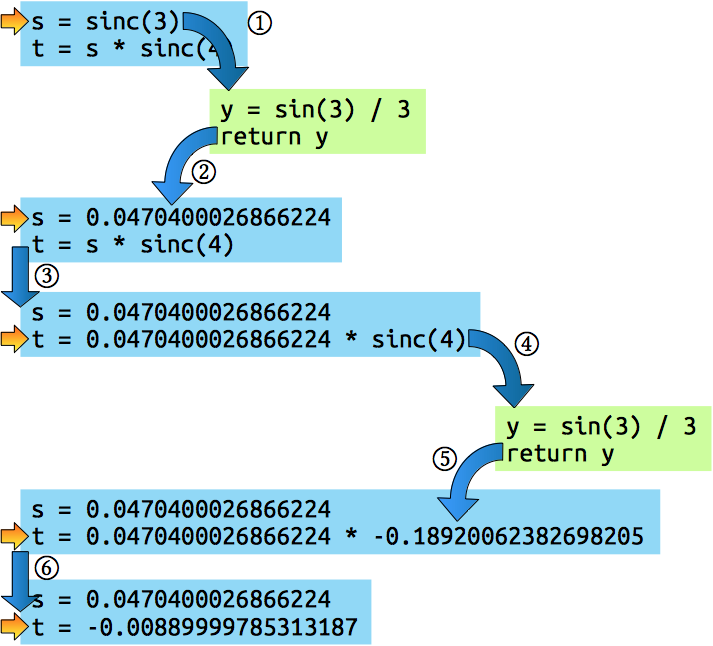 s = sinc(3)
①
t = s * sinc(4
y = sin(3) / 3
return y
②
s = 0.0470400026866224
t = s * sinc(4)
③
s = 0.0470400026866224
t = 0.0470400026866224 * sinc(4)
④
y = sin(3) / 3
return y
⑤
s = 0.0470400026866224
t = 0.0470400026866224 * -0.18920062382698205
⑥
s = 0.0470400026866224
t = -0.00889999785313187